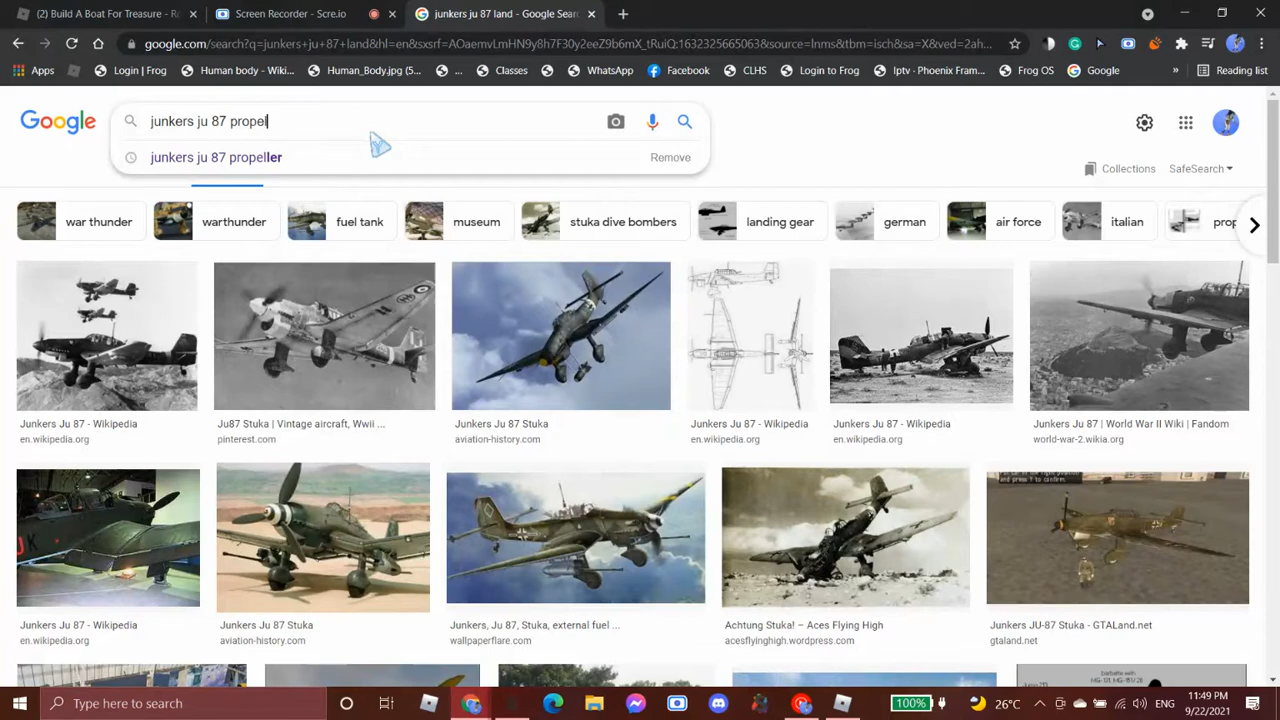 (2) Build A Boat For Treasure - Ro
Screen Recorder - Scre.io
junkers ju 87 land - Google Sear
google.com/search?q=junkers+ju+87+land&hl=en&sxsrf=AOaemvLmHN9y8h7F30y2eeZ9b6mX_tRuiQ:1632325665063&source=lnms&tbm=isch&sa=X&ved=2ah...
Apps
Login | Frog
Human body - Wiki...
Human_Body.jpg (5...
...
Classes
WhatsApp
Facebook
CLHS
Login to Frog
Iptv - Phoenix Fram...
Frog OS
Google
»
Reading list
Google
junkers ju 87 propel
junkers ju 87 propeller
Remove
Collections
SafeSearch
war thunder
warthunder
fuel tank
museum
stuka dive bombers
landing gear
german
air force
italian
prop
Junkers Ju 87 - Wikipedia
en.wikipedia.org
Ju87 Stuka | Vintage aircraft, Wwii ...
pinterest.com
Junkers Ju 87 Stuka
aviation-history.com
Junkers Ju 87 - Wikipedia
en.wikipedia.org
Junkers Ju 87 - Wikipedia
en.wikipedia.org
Junkers Ju 87 | World War II Wiki | Fandom
world-war-2.wikia.org
and press Y to confirm.
Junkers Ju 87 - Wikipedia
en.wikipedia.org
Junkers Ju 87 Stuka
aviation-history.com
Junkers, Ju 87, Stuka, external fuel ...
wallpaperflare.com
Achtung Stuka! – Aces Flying High
acesflyinghigh.wordpress.com
Junkers JU-87 Stuka - GTALand.net
gtaland.net
barbette with
Type here to search
100%
26°C
11:49 PM
9/22/2021